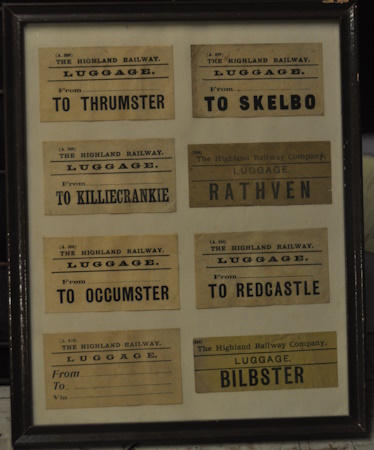 THE HIGHLAND RAILWAY.
LUGGAGE.
From
TO THRUMSTER
THE HIGHLAND RAILWAY.
LUGGAGE.
From
TO SKELBO
THE HIGHLAND RAILWAY.
LUGGAGE.
From
TO KILLIECRANKIE
The Highland Railway Company.
LUGGAGE.
RATHVEN
THE HIGHLAND RAILWAY.
LUGGAGE.
From
TO OCCUMSTER
THE HIGHLAND RAILWAY.
LUGGAGE.
From
TO REDCASTLE
THE HIGHLAND RAILWAY.
LUGGAGE.
From
To
Via
The Highland Railway Company.
LUGGAGE.
BILBSTER